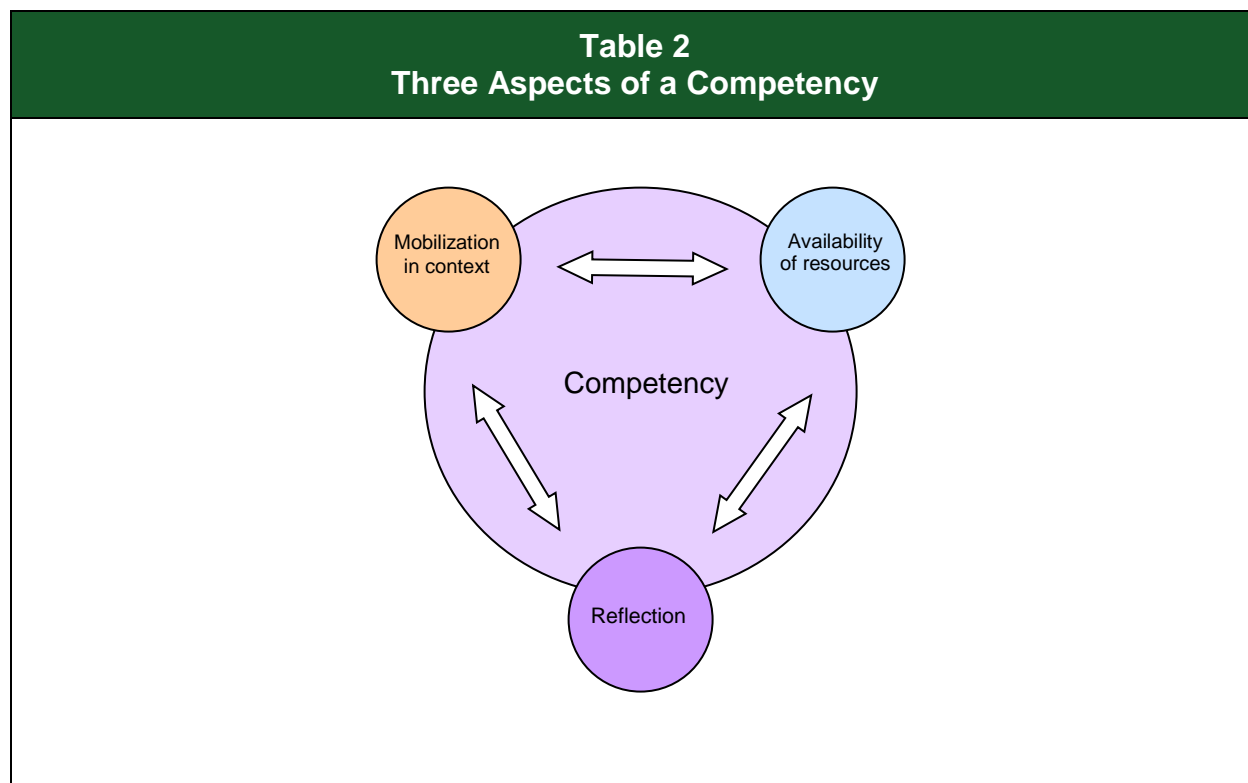 Table 2
Three Aspects of a Competency
Mobilization
in context
Availability
of resources
Competency
Reflection